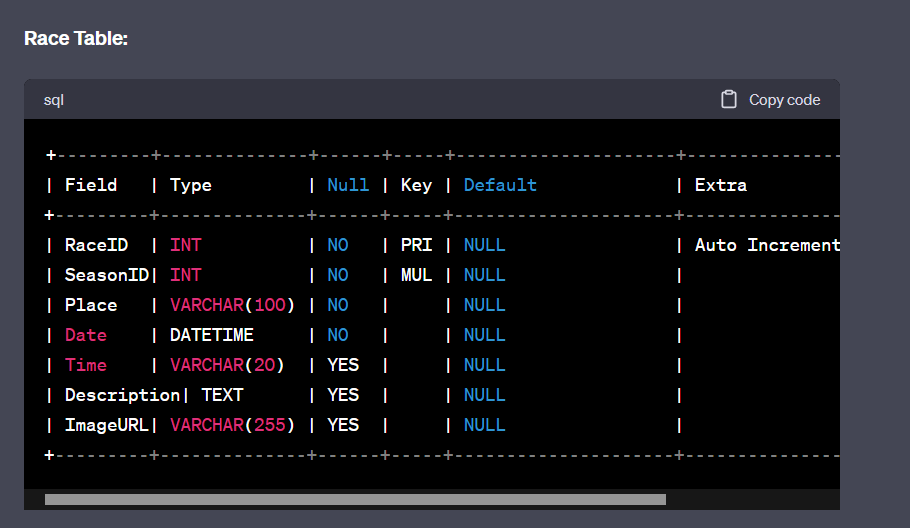 Race Table:
sql Copy code
+---------+--------------+------+-----+---------------------+---------------
| Field   | Type         | Null | Key | Default             | Extra
+---------+--------------+------+-----+---------------------+---------------
| RaceID  | INT          | NO   | PRI | NULL                | Auto Increment
| SeasonID| INT          | NO   | MUL | NULL                |
| Place   | VARCHAR(100) | NO   |     | NULL                |
| Date    | DATETIME     | NO   |     | NULL                |
| Time    | VARCHAR(20)  | YES  |     | NULL                |
| Description| TEXT      | YES  |     | NULL                |
| ImageURL| VARCHAR(255) | YES  |     | NULL                |
+---------+--------------+------+-----+---------------------+---------------